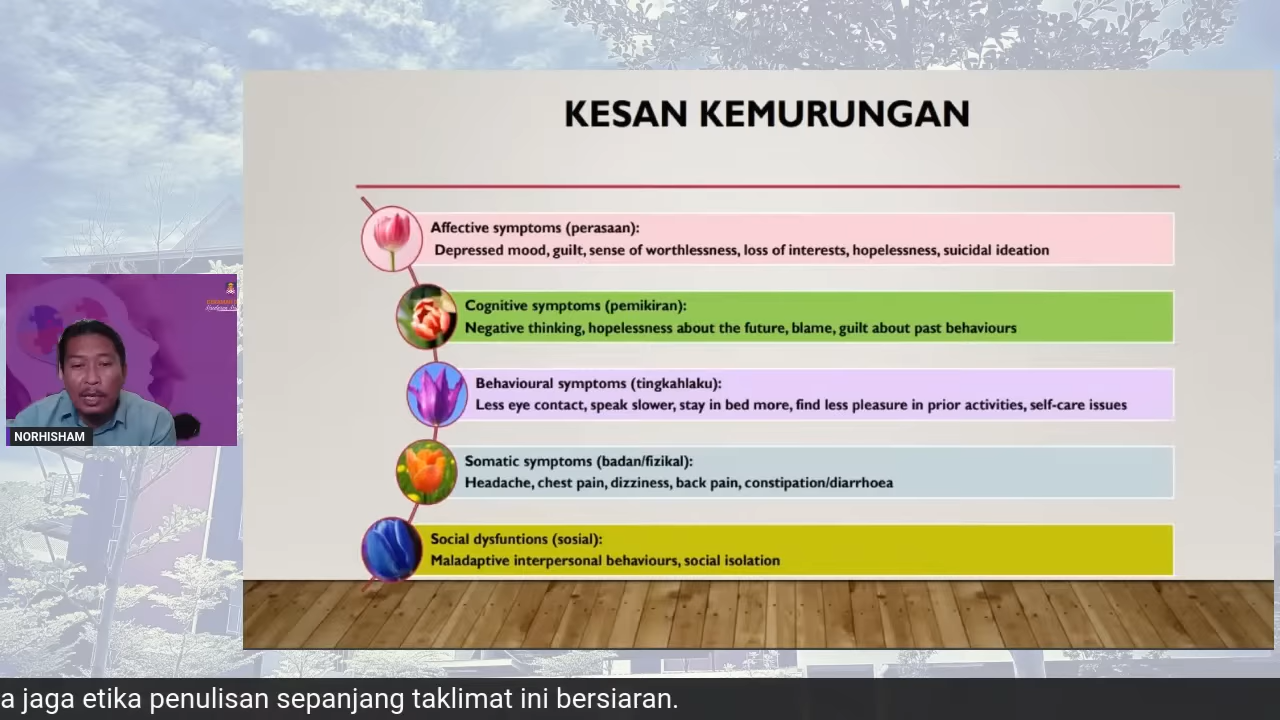 KESAN KEMURUNGAN
Affective symptoms (perasaan):
Depressed mood, guilt, sense of worthlessness, loss of interests, hopelessness, suicidal ideation
Cognitive symptoms (pemikiran):
Negative thinking, hopelessness about the future, blame, guilt about past behaviours
Behavioural symptoms (tingkahlaku):
Less eye contact, speak slower, stay in bed more, find less pleasure in prior activities, self-care issues
Somatic symptoms (badan/fizikal):
Headache, chest pain, dizziness, back pain, constipation/diarrhoea
Social dysfuntions (sosial):
Maladaptive interpersonal behaviours, social isolation
NORHISHAM
a jaga etika penulisan sepanjang taklimat ini bersiaran.